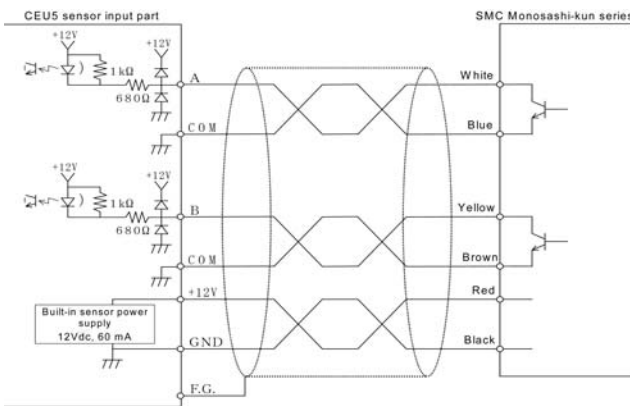 CEU5 sensor input part
SMC Monosashi-kun series
+12V
+12V
1kΩ
680Ω
A
White
COM
Blue
+12V
+12V
1kΩ
680Ω
B
Yellow
COM
Brown
+12V
Red
Built-in sensor power
supply
12Vdc, 60 mA
GND
Black
F.G.